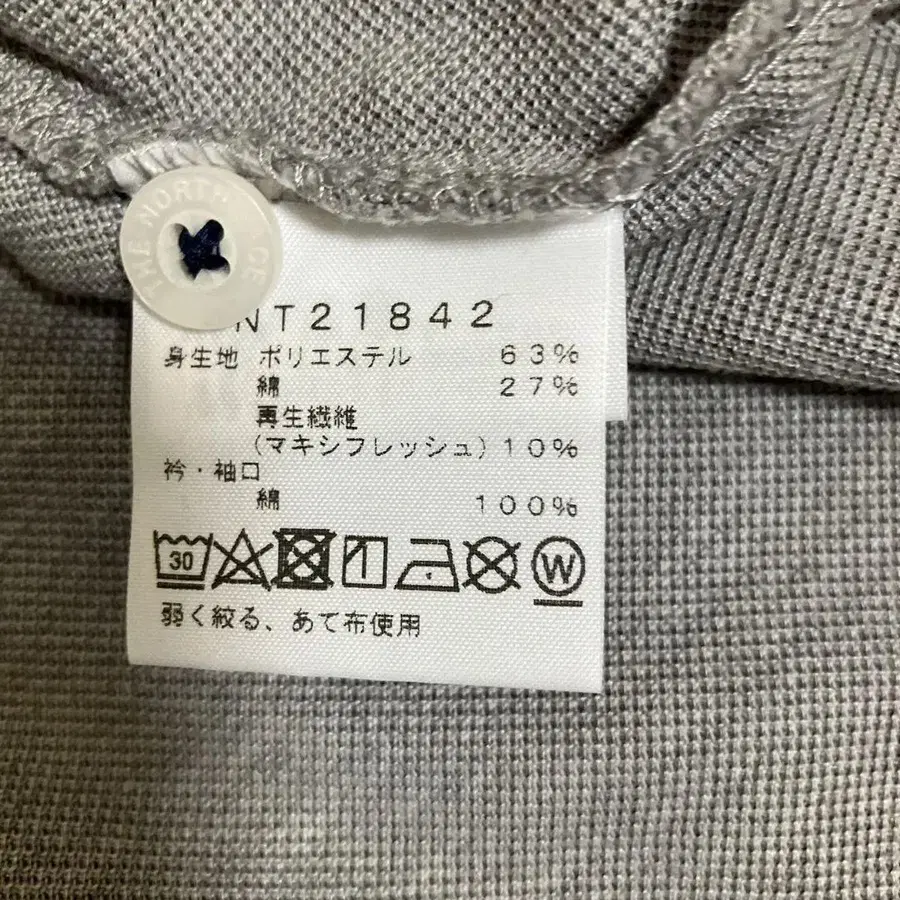 THE NORTH ACE
NT21842
身生地 ポリエステル 63%
綿 27%
再生繊維
(マキシフレッシュ) 10%
衿・袖口
綿 100%
30 W
弱く絞る、あて布使用